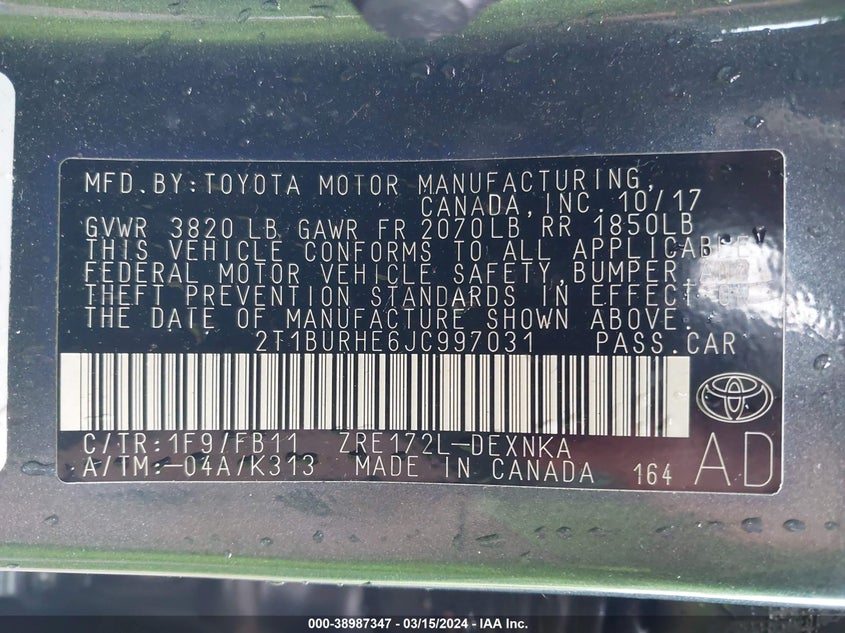 MFD.BY:TOYOTA MOTOR MANUFACTURING,
CANADA,INC.10/17
GVWR 3820 LB GAWR FR 2070LB RR 1850LB
THIS VEHICLE CONFORMS TO ALL APPLICABLE
FEDERAL MOTOR VEHICLE SAFETY,BUMPER
THEFT PREVENTION STANDARDS IN EFFECT
THE DATE OF MANUFACTURE SHOWN ABOVE.
2T1BURHE6JC997031 PASS.CAR
C/TR:1F9/FB11 ZRE172L-DEXNKA
A/TM:-04A/K313 MADE IN CANADA 164 AD
000-38987347 / 03/15/2024 - IAA Inc.